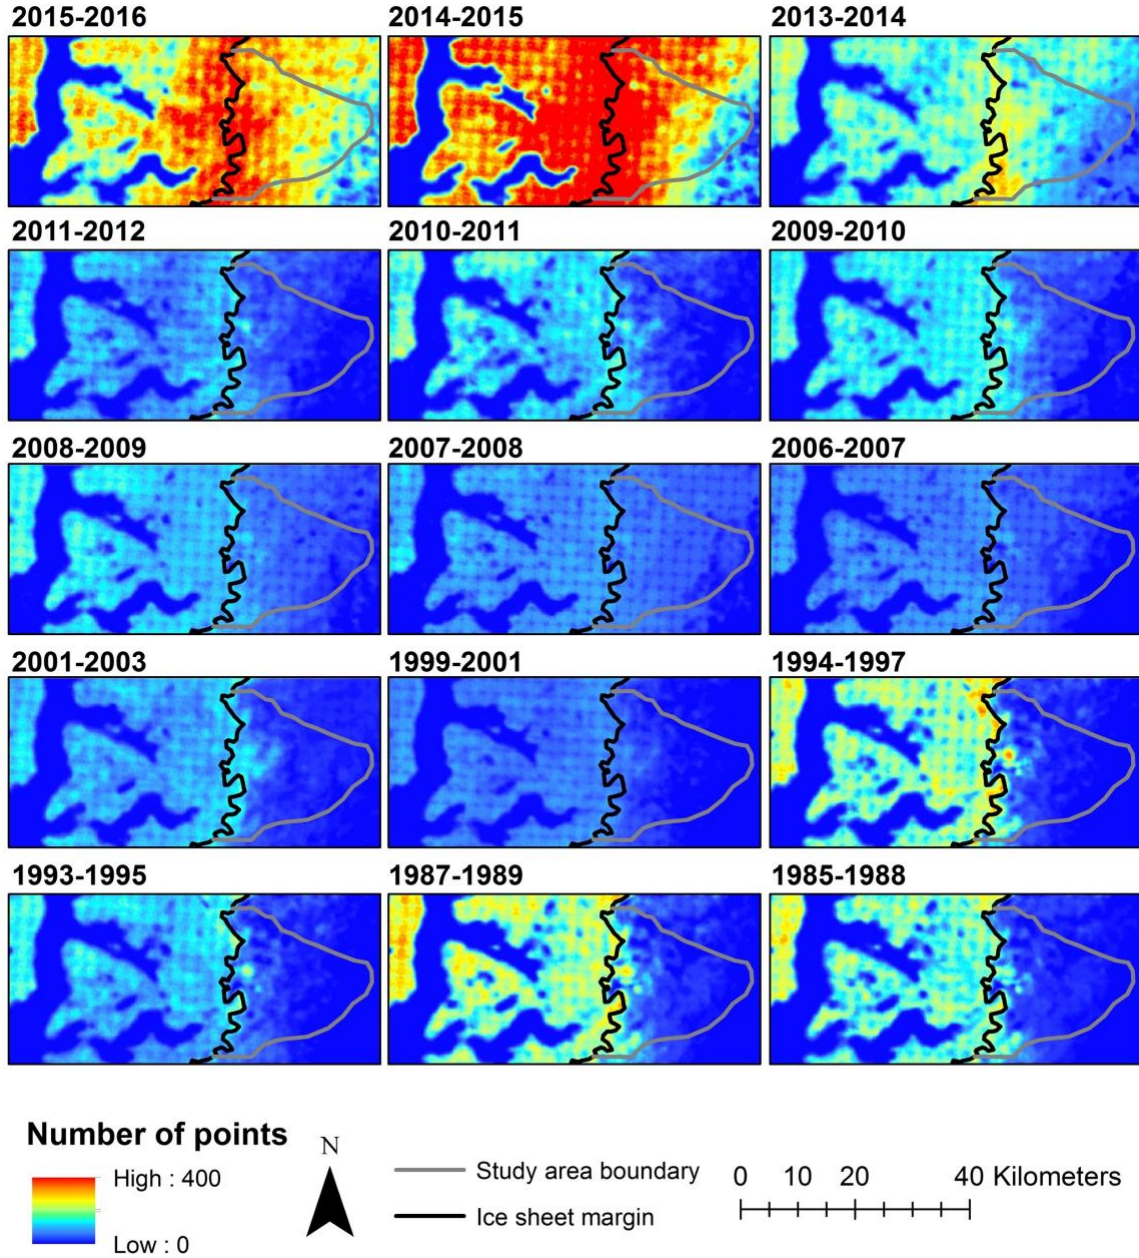 2015-2016 2014-2015 2013-2014
2011-2012 2010-2011 2009-2010
2008-2009 2007-2008 2006-2007
2001-2003 1999-2001 1994-1997
1993-1995 1987-1989 1985-1988
Number of points
High : 400
Low : 0
N
Study area boundary
Ice sheet margin
0 10 20 40 Kilometers